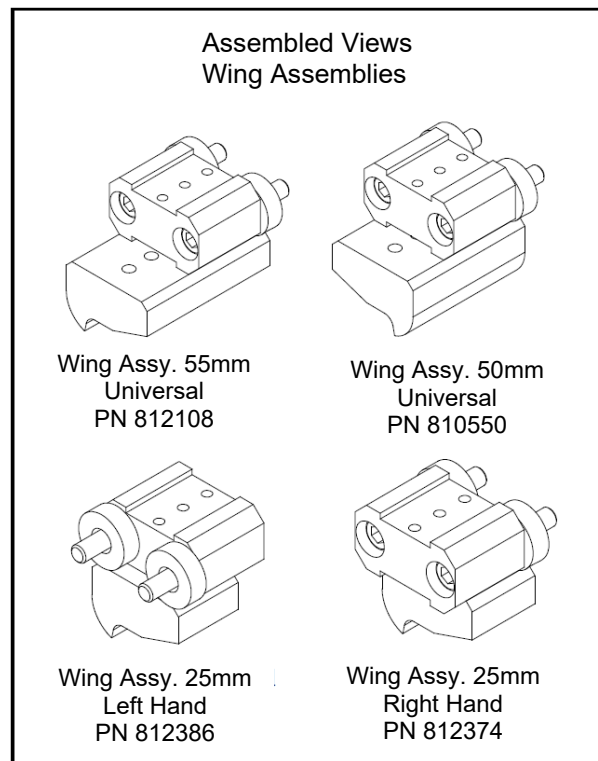 Assembled Views
Wing Assemblies
Wing Assy. 55mm
Universal
PN 812108
Wing Assy. 50mm
Universal
PN 810550
Wing Assy. 25mm
Left Hand
PN 812386
Wing Assy. 25mm
Right Hand
PN 812374